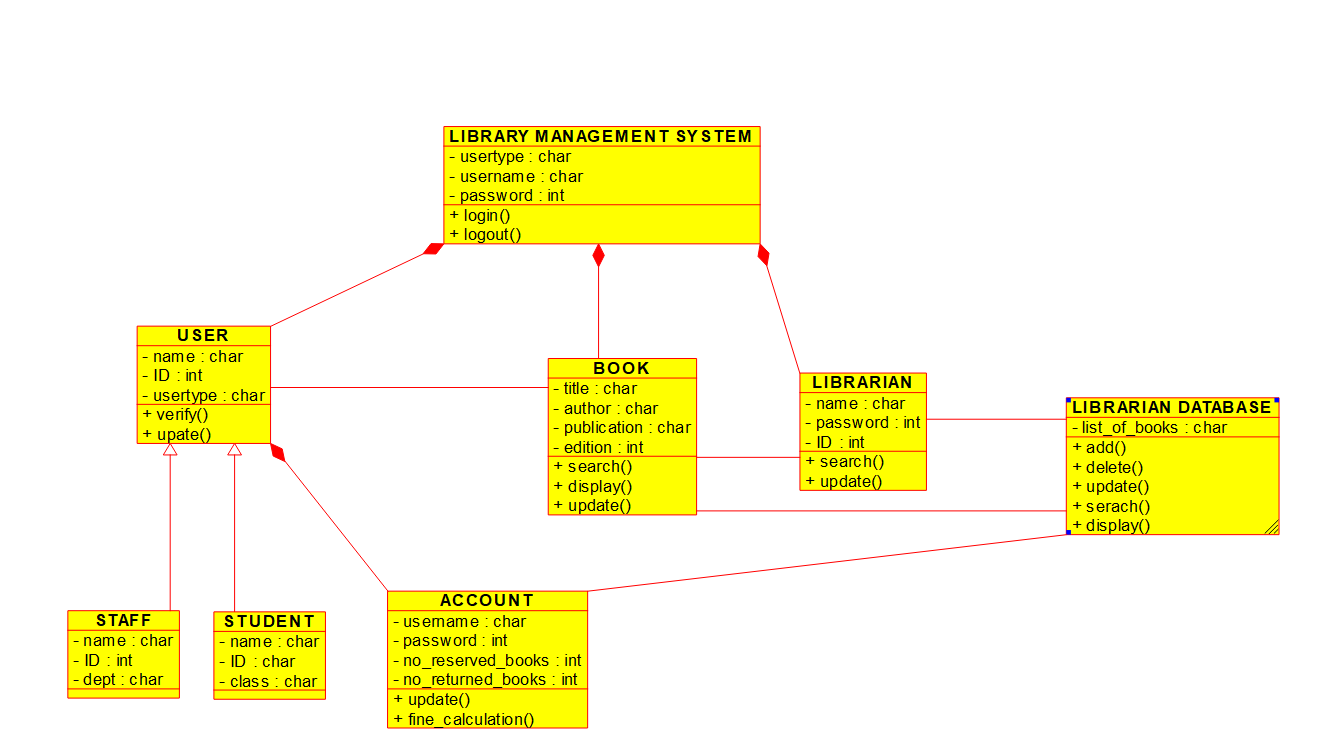 LIBRARY MANAGEMENT SYSTEM
- usertype : char
- username : char
- password : int
+ login()
+ logout()
USER
- name : char
- ID : int
- usertype : char
+ verify()
+ upate()
BOOK
- title : char
- author : char
- publication : char
- edition : int
+ search()
+ display()
+ update()
LIBRARIAN
- name : char
- password : int
- ID : int
+ search()
+ update()
LIBRARIAN DATABASE
- list_of_books : char
+ add()
+ delete()
+ update()
+ serach()
+ display()
STAFF
- name : char
- ID : int
- dept : char
STUDENT
- name : char
- ID : char
- class : char
ACCOUNT
- username : char
- password : int
- no_reserved_books : int
- no_returned_books : int
+ update()
+ fine_calculation()